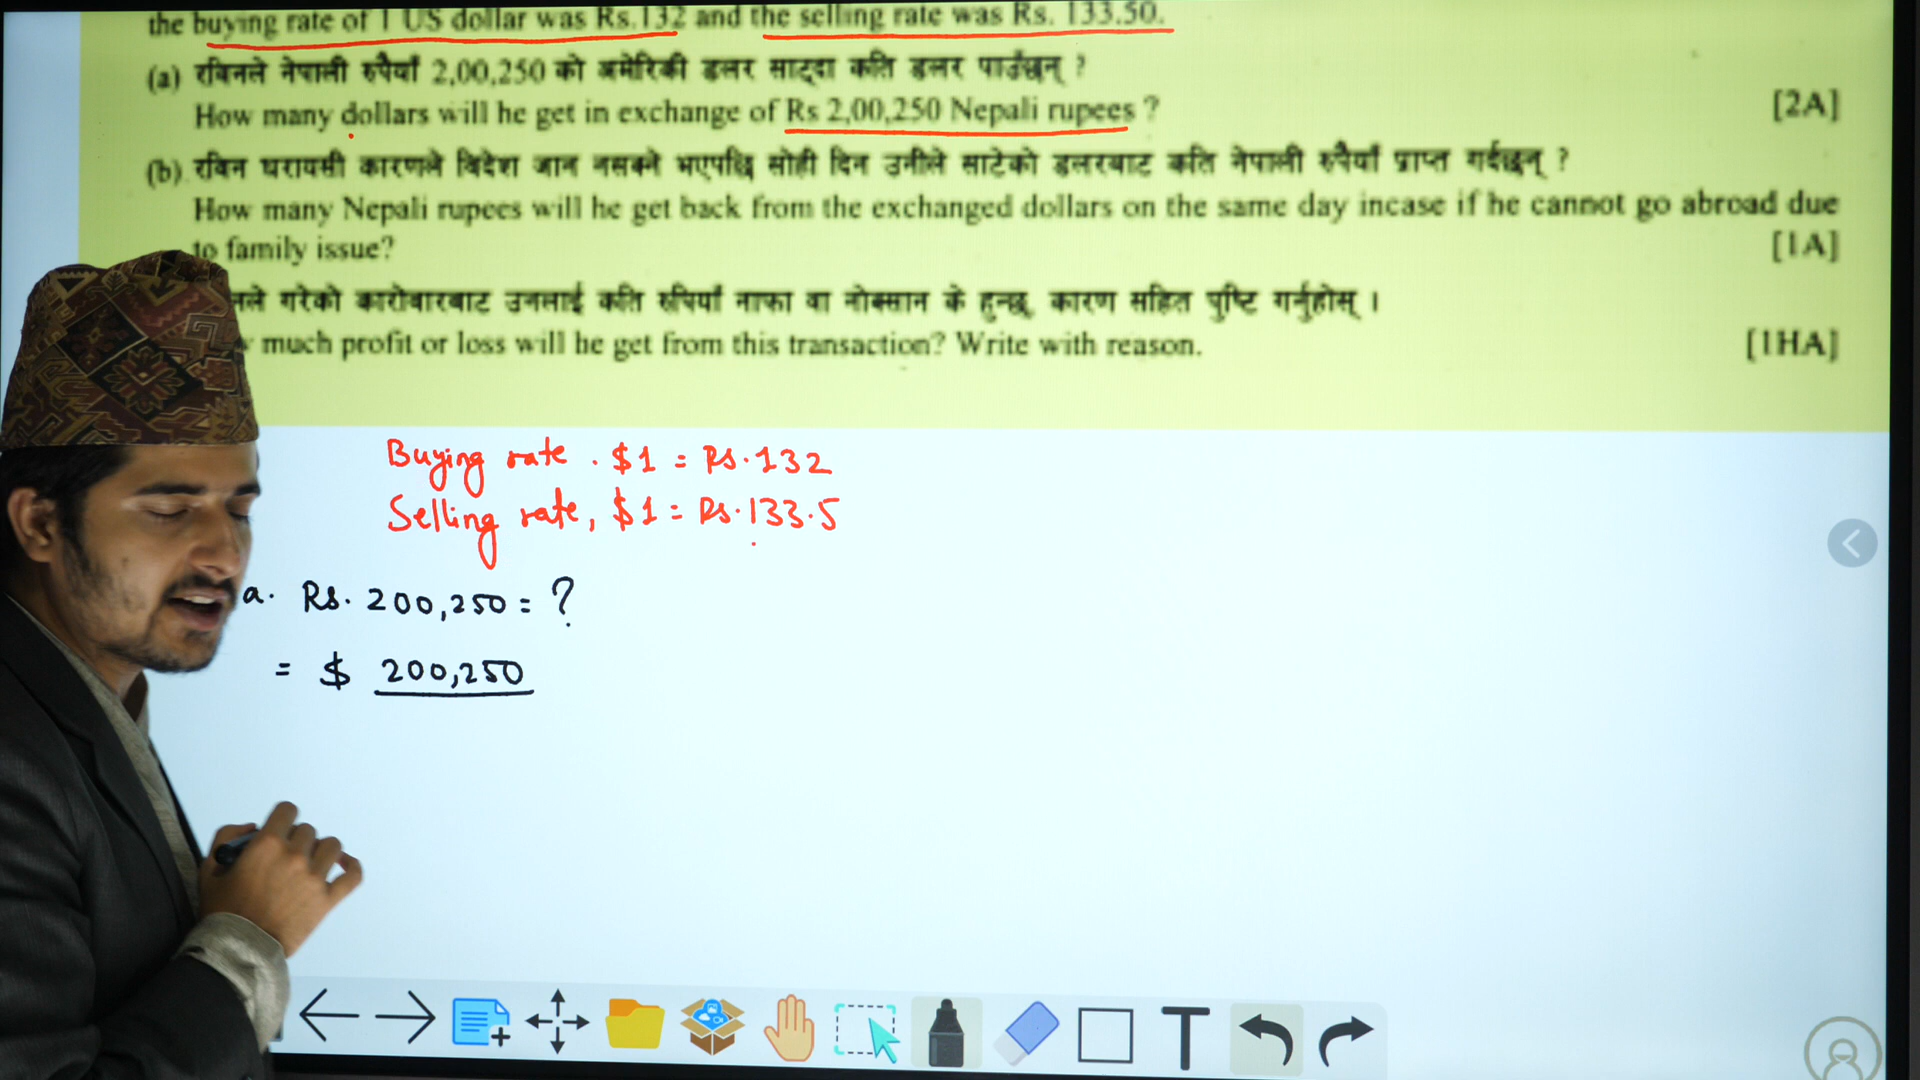 the buying rate of 1 US dollar was Rs.132 and the selling rate was Rs. 133.50.
(a) रविनले नेपाली रुपैयाँ 2,00,250 को अमेरिकी डलर साट्दा कति डलर पाउँछन् ?
How many dollars will he get in exchange of Rs 2,00,250 Nepali rupees ? [2A]
(b) रविन घरायसी कारणले विदेश जान नसक्ने भएपछि सोही दिन उनीले साटेको डलरबाट कति नेपाली रुपैयाँ प्राप्त गर्दछन् ?
How many Nepali rupees will he get back from the exchanged dollars on the same day incase if he cannot go abroad due
to family issue? [1A]
गरेको कारोवारबाट उनलाई कति रुपियाँ नाफा वा नोक्सान के हुन्छ, कारण सहित पुष्टि गर्नुहोस् ।
much profit or loss will he get from this transaction? Write with reason. [1HA]
Buying rate . $1 = Rs. 132
Selling rate, $1 = Rs. 133.5
a. Rs. 200,250 = ?
= $ 200,250
T